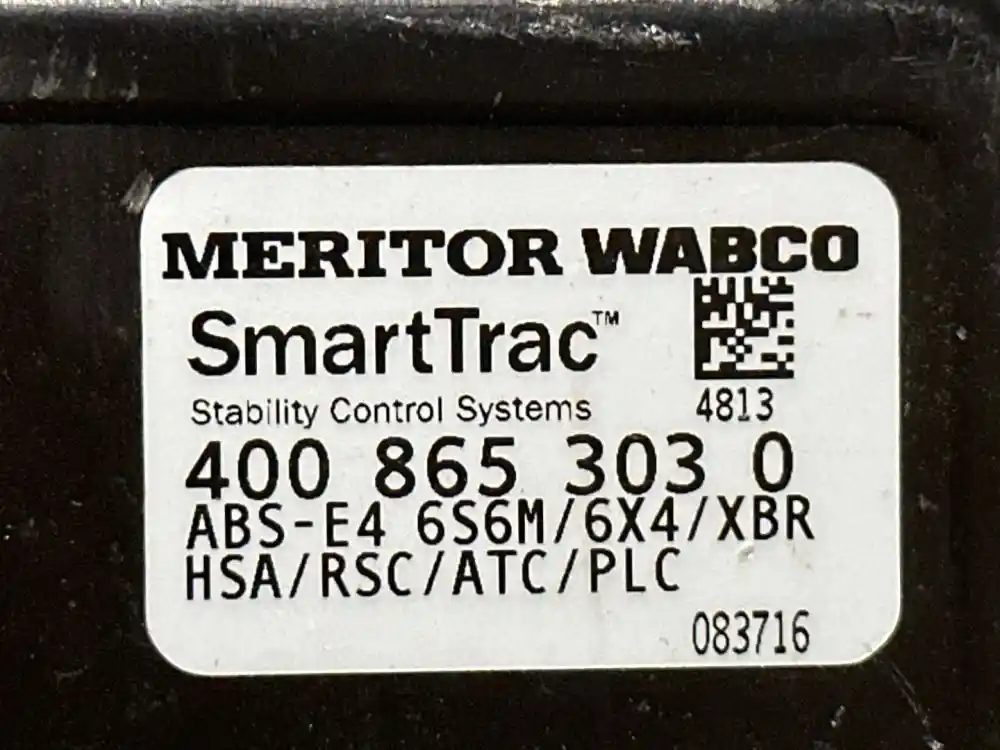 MERITOR WABCO
SmartTrac™
Stability Control Systems
4813
400 865 303 0
ABS-E4 6S6M/6X4/XBR
HSA/RSC/ATC/PLC
083716